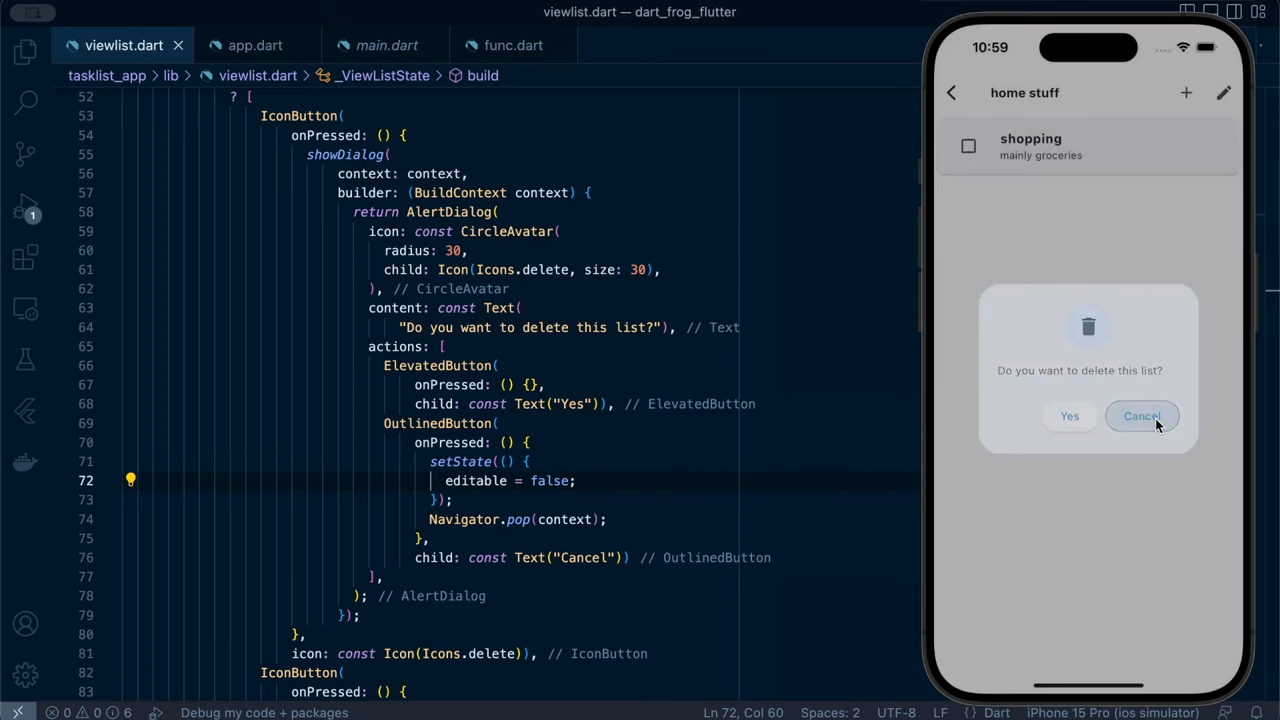 viewlist.dart — dart_frog_flutter
viewlist.dart
app.dart
main.dart
func.dart
tasklist_app > lib > viewlist.dart > _ViewListState > build
52 ? [
53 IconButton(
54 onPressed: () {
55 showDialog(
56 context: context,
57 builder: (BuildContext context) {
58 return AlertDialog(
59 icon: const CircleAvatar(
60 radius: 30,
61 child: Icon(Icons.delete, size: 30),
62 ), // CircleAvatar
63 content: const Text(
64 "Do you want to delete this list?"), // Text
65 actions: [
66 ElevatedButton(
67 onPressed: () {},
68 child: const Text("Yes")), // ElevatedButton
69 OutlinedButton(
70 onPressed: () {
71 setState(() {
72 editable = false;
73 });
74 Navigator.pop(context);
75 },
76 child: const Text("Cancel")) // OutlinedButton
77 ],
78 ); // AlertDialog
79 });
80 },
81 icon: const Icon(Icons.delete)), // IconButton
82 IconButton(
83 onPressed: () {
1
10:59
home stuff
shopping
mainly groceries
Do you want to delete this list?
Yes
Cancel
0 0 6 Debug my code + packages
Ln 72, Col 60 Spaces: 2 UTF-8 LF {} Dart iPhone 15 Pro (ios simulator)